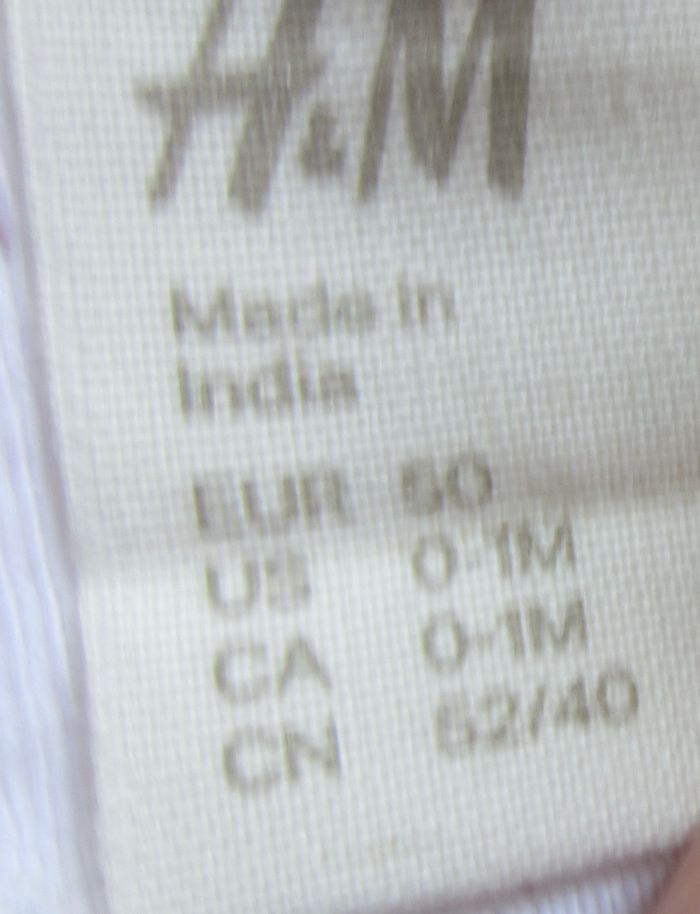 H&M
Made in
India
EUR 50
US 0-1M
CA 0-1M
CN 52/40